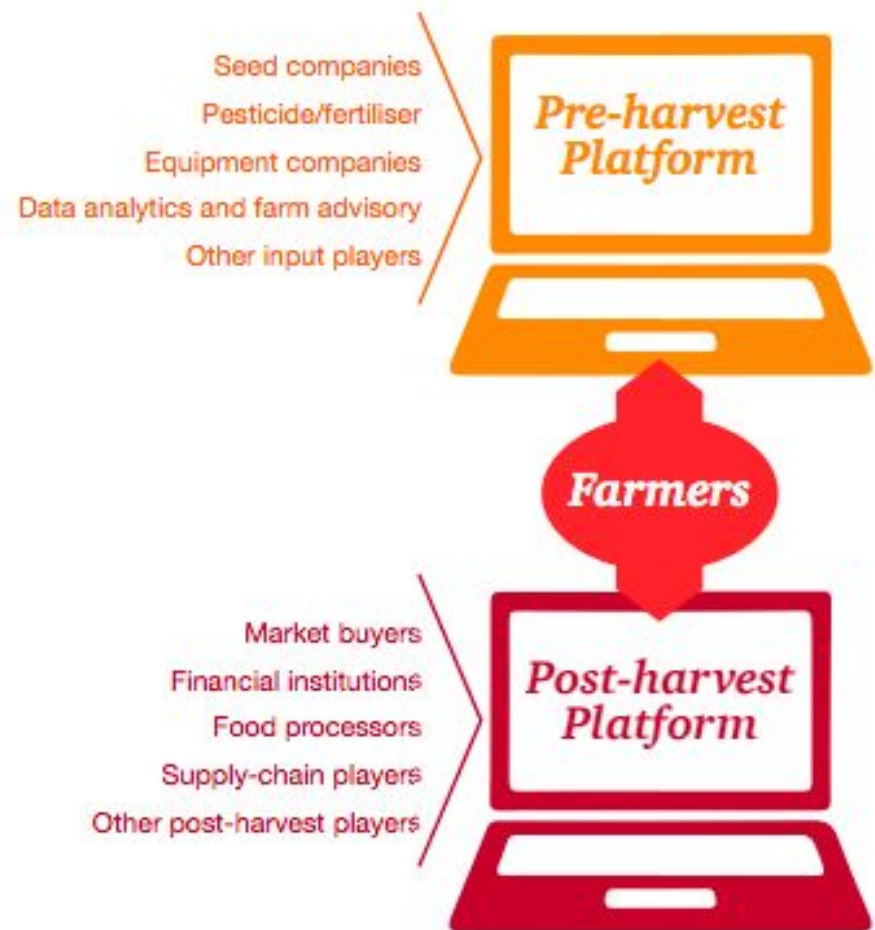 Seed companies
Pesticide/fertiliser
Equipment companies
Data analytics and farm advisory
Other input players
Pre-harvest
Platform
Farmers
Market buyers
Financial institutions
Food processors
Supply-chain players
Other post-harvest players
Post-harvest
Platform